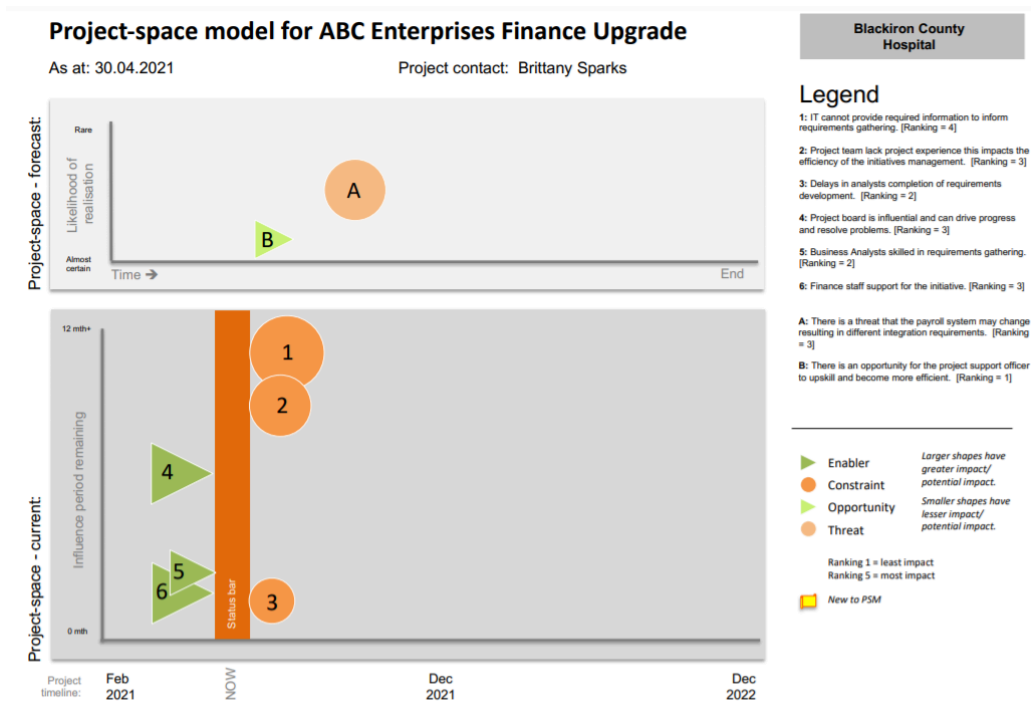 Project-space model for ABC Enterprises Finance Upgrade
As at: 30.04.2021
Project contact: Brittany Sparks
Blackiron County
Hospital
Project-space - forecast:
Likelihood of
realisation
Rare
Almost
certain
A
B
Time →
End
Project-space - current:
Influence period remaining
12 mth+
0 mth
1
2
3
4
5
6
Status bar
Project
timeline:
Feb
2021
NOW
Dec
2021
Dec
2022
Legend
1: IT cannot provide required information to inform
requirements gathering. [Ranking = 4]
2: Project team lack project experience this impacts the
efficiency of the initiatives management. [Ranking = 3]
3: Delays in analysts completion of requirements
development. [Ranking = 2]
4: Project board is influential and can drive progress
and resolve problems. [Ranking = 3]
5: Business Analysts skilled in requirements gathering.
[Ranking = 2]
6: Finance staff support for the initiative. [Ranking = 3]
A: There is a threat that the payroll system may change
resulting in different integration requirements. [Ranking
= 3]
B: There is an opportunity for the project support officer
to upskill and become more efficient. [Ranking = 1]
Enabler
Constraint
Opportunity
Threat
Larger shapes have
greater impact/
potential impact.
Smaller shapes have
lesser impact/
potential impact.
Ranking 1 = least impact
Ranking 5 = most impact
New to PSM